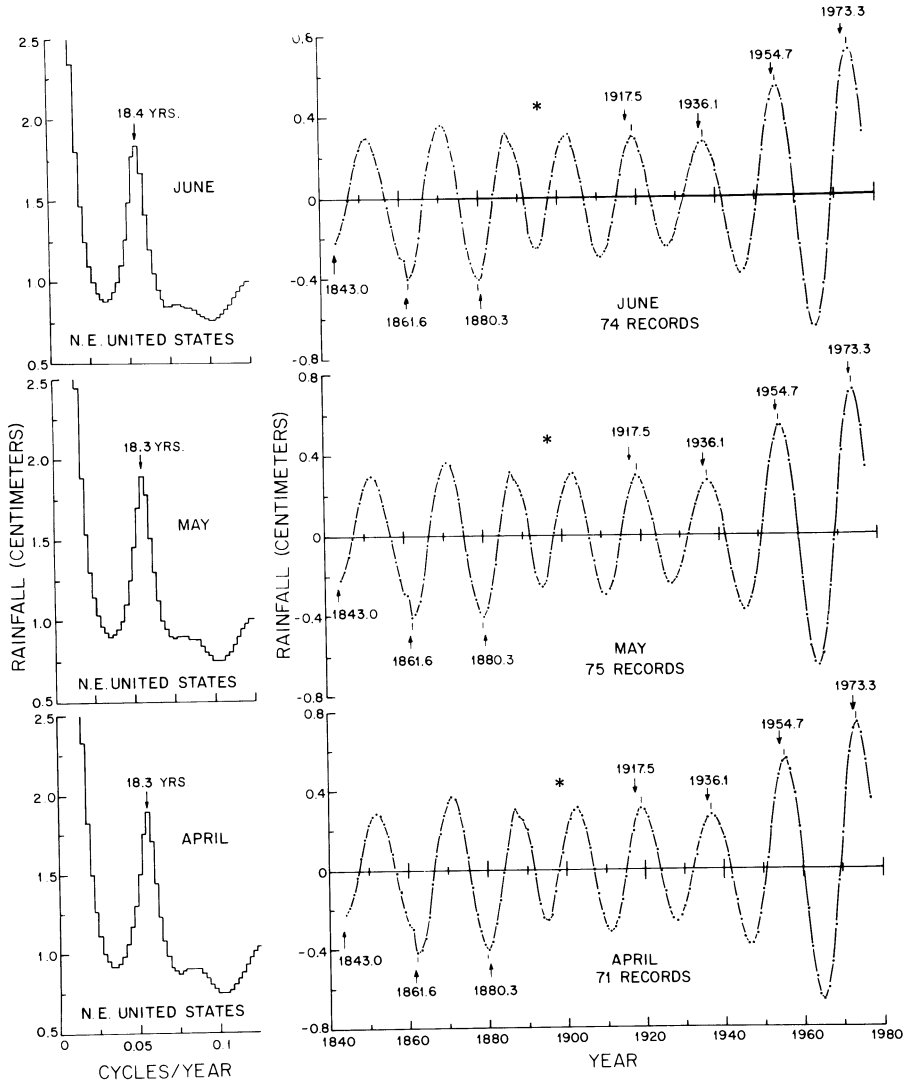 2.5
2.0
1.5
1.0
0.5
18.4 YRS.
JUNE
N.E. UNITED STATES
0.6
0.4
0
-0.4
-0.8
1843.0
1861.6
1880.3
*
1917.5
1936.1
1954.7
1973.3
JUNE
74 RECORDS
RAINFALL (CENTIMETERS)
2.5
2.0
1.5
1.0
0.5
18.3 YRS.
MAY
N.E. UNITED STATES
RAINFALL (CENTIMETERS)
0.8
0.4
0
-0.4
-0.8
1843.0
1861.6
1880.3
*
1917.5
1936.1
1954.7
1973.3
MAY
75 RECORDS
2.5
2.0
1.5
1.0
0.5
18.3 YRS
APRIL
N.E. UNITED STATES
0
0.05
0.1
CYCLES/YEAR
0.8
0.4
0
-0.4
-0.8
1843.0
1861.6
1880.3
*
1917.5
1936.1
1954.7
1973.3
APRIL
71 RECORDS
1840 1860 1880 1900 1920 1940 1960 1980
YEAR